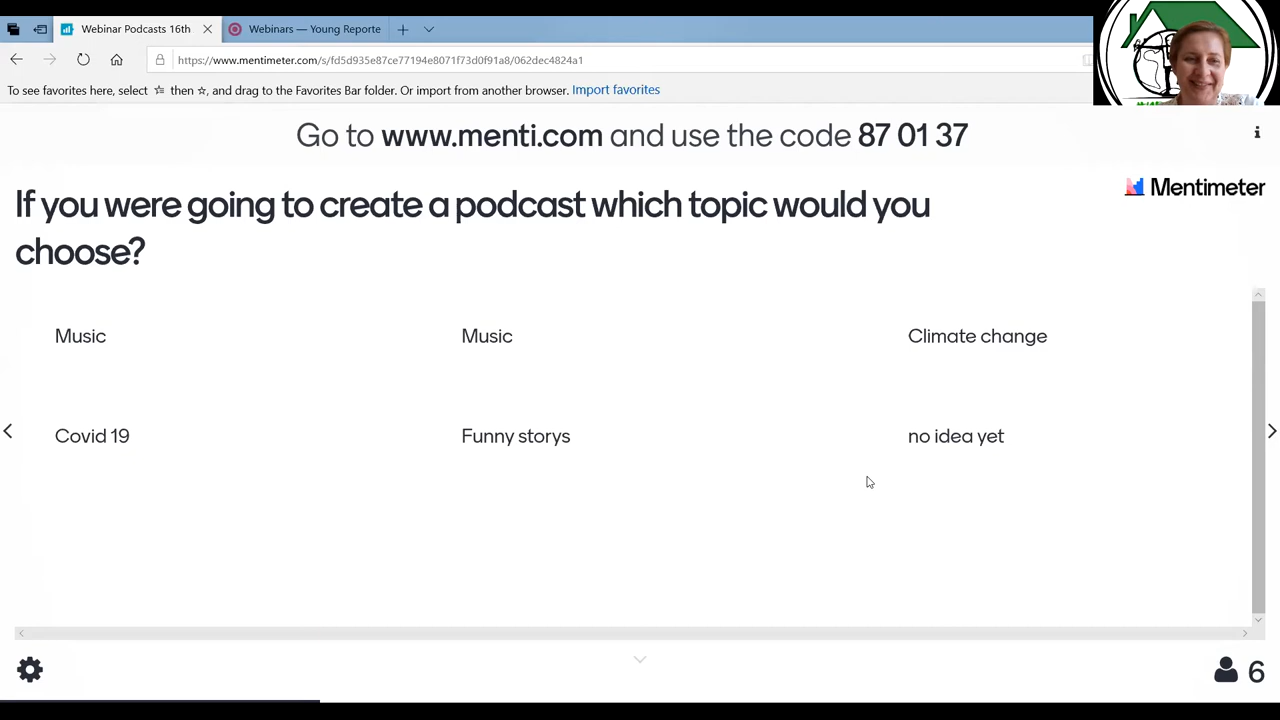 Webinar Podcasts 16th
Webinars — Young Reporte
https://www.mentimeter.com/s/fd5d935e87ce77194e8071f73d0f91a8/062dec4824a1
To see favorites here, select then , and drag to the Favorites Bar folder. Or import from another browser. Import favorites
Go to www.menti.com and use the code 87 01 37
Mentimeter
If you were going to create a podcast which topic would you
choose?
Music Music Climate change
Covid 19 Funny storys no idea yet
6